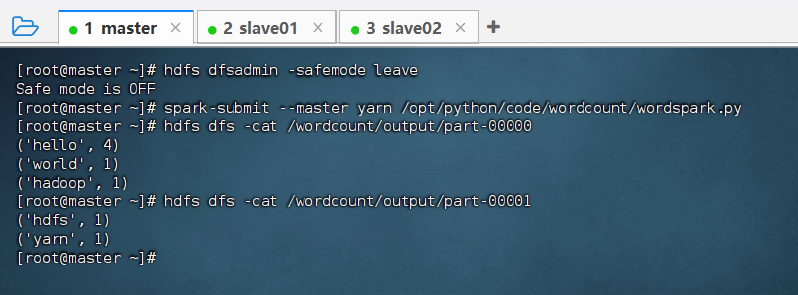 1 master × 2 slave01 × 3 slave02 × +
[root@master ~]# hdfs dfsadmin -safemode leave
Safe mode is OFF
[root@master ~]# spark-submit --master yarn /opt/python/code/wordcount/wordspark.py
[root@master ~]# hdfs dfs -cat /wordcount/output/part-00000
('hello', 4)
('world', 1)
('hadoop', 1)
[root@master ~]# hdfs dfs -cat /wordcount/output/part-00001
('hdfs', 1)
('yarn', 1)
[root@master ~]#